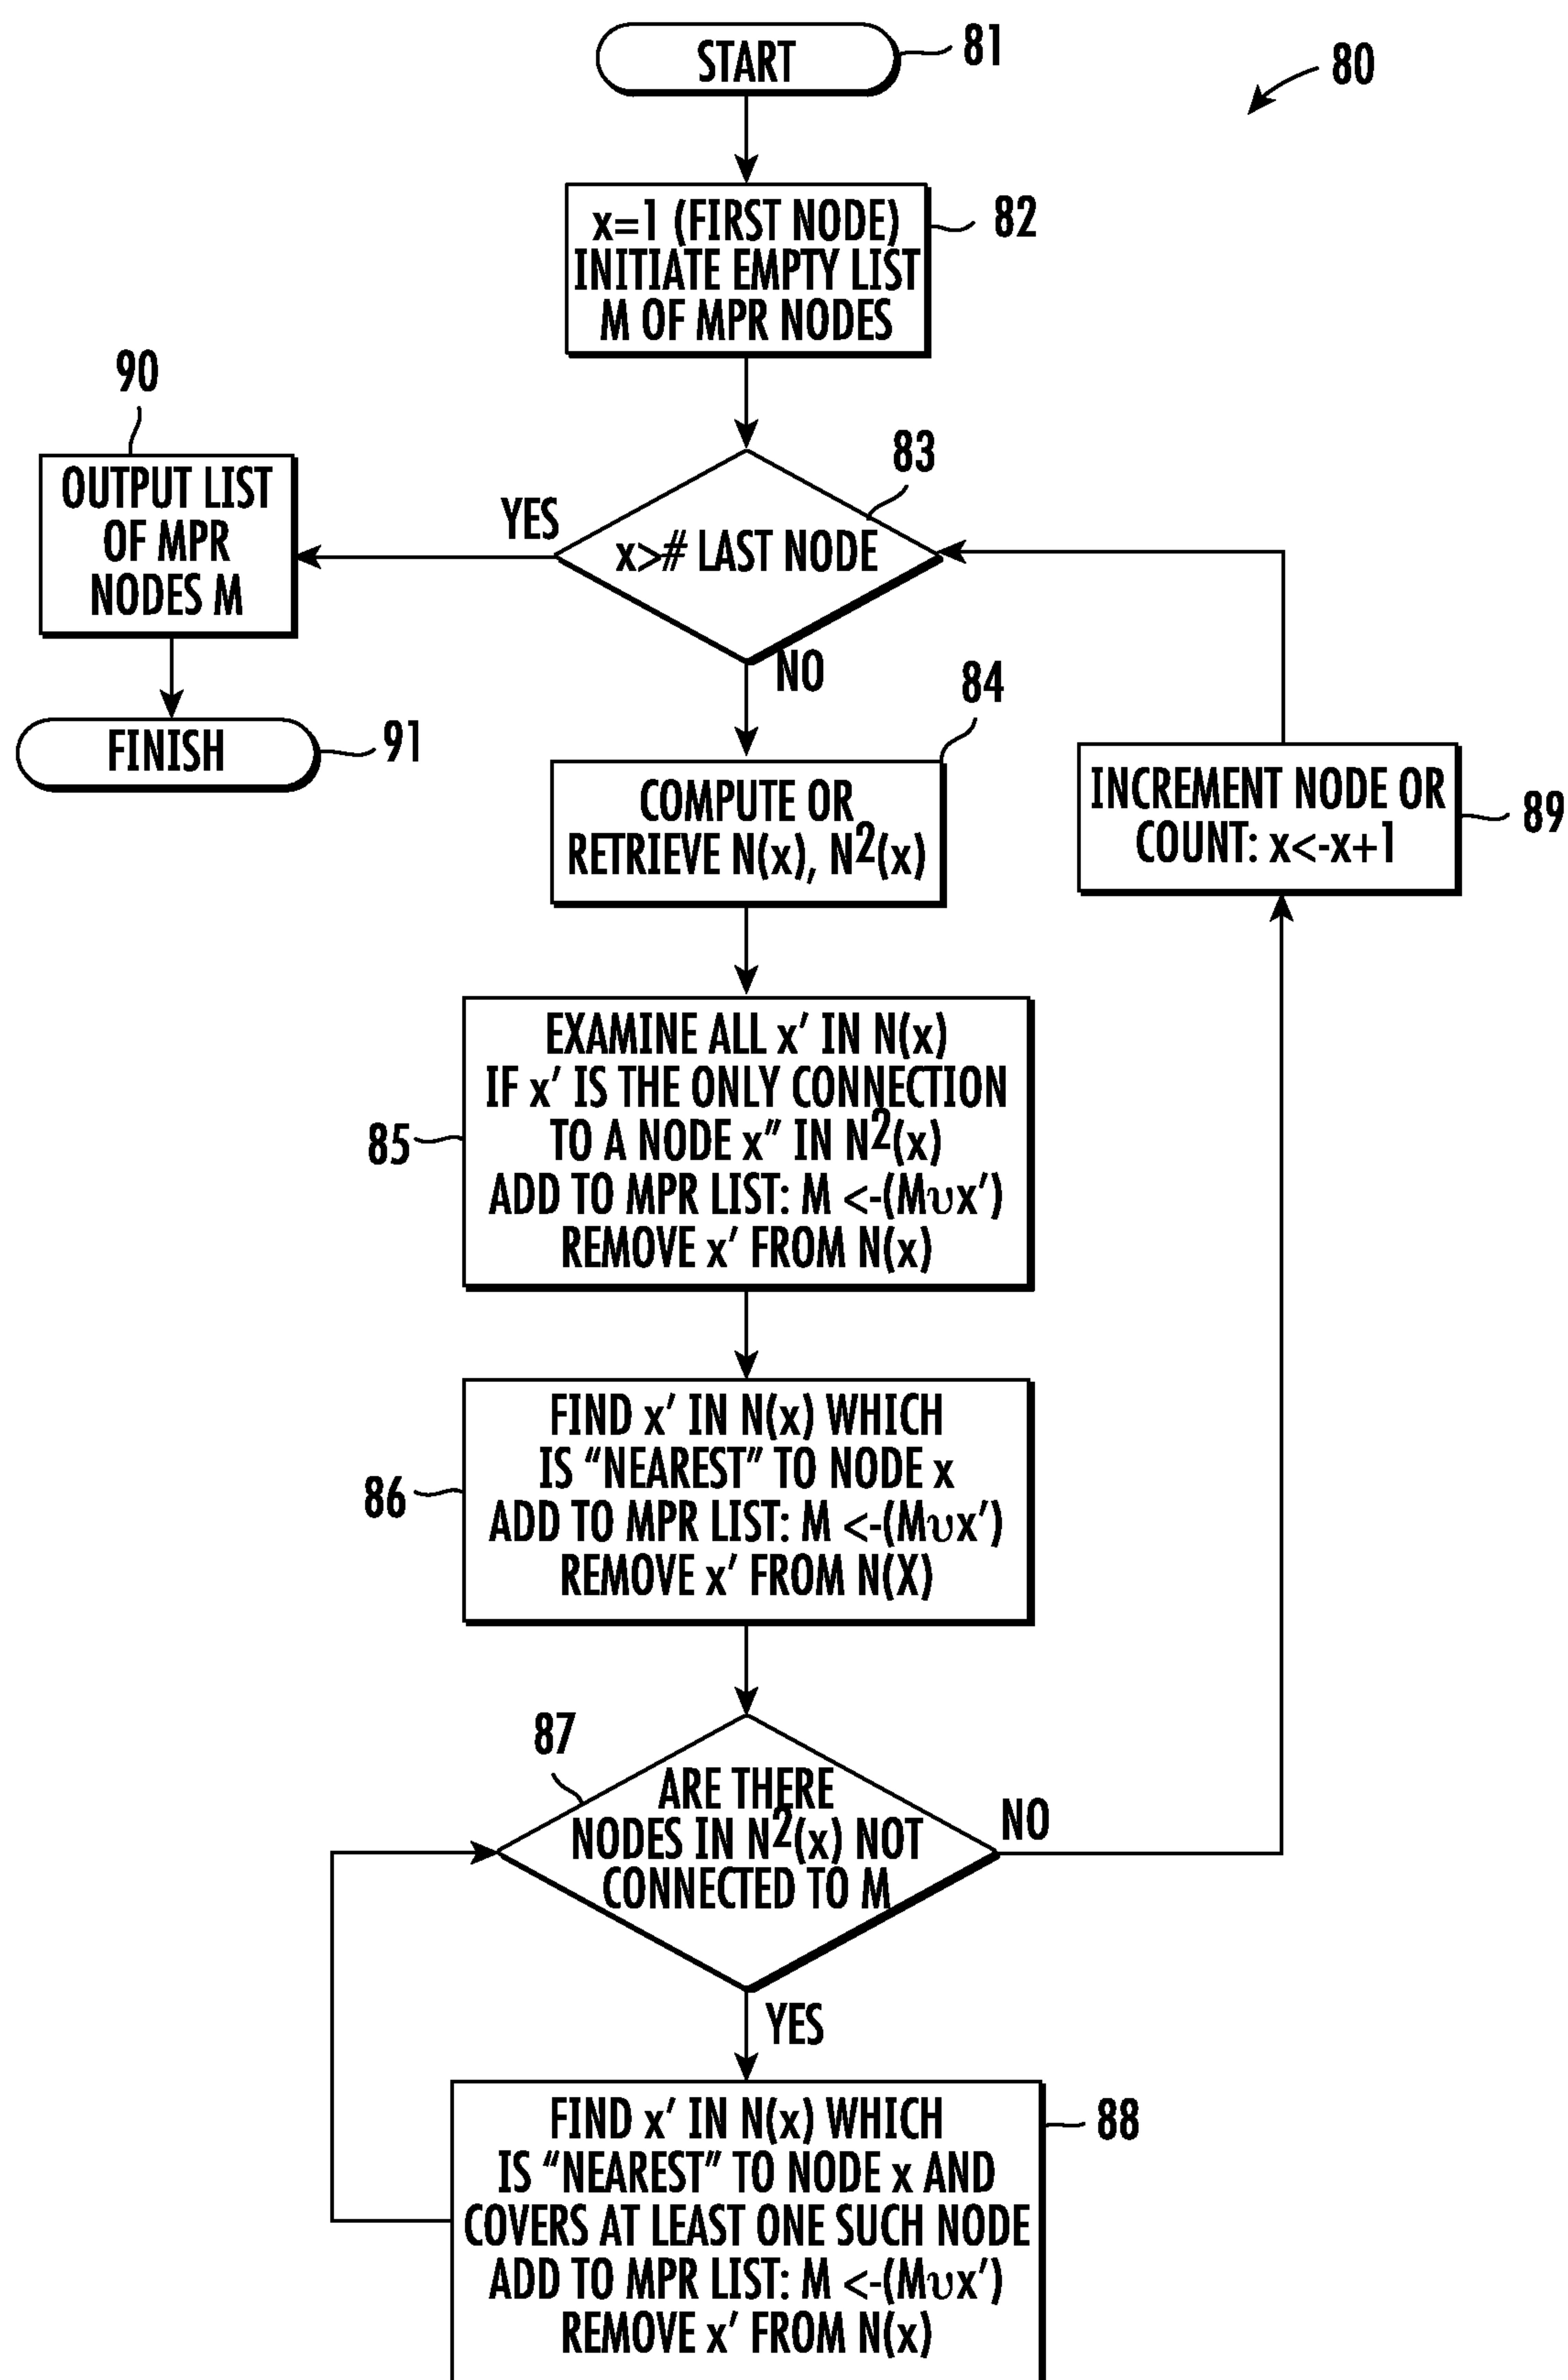 START
81
80
x=1 (FIRST NODE)
INITIATE EMPTY LIST
M OF MPR NODES
82
90
OUTPUT LIST
OF MPR
NODES M
YES
83
x># LAST NODE
NO
FINISH
91
84
COMPUTE OR
RETRIEVE N(x), N²(x)
INCREMENT NODE OR
COUNT: x<-x+1
89
EXAMINE ALL x′ IN N(x)
IF x′ IS THE ONLY CONNECTION
TO A NODE x″ IN N²(x)
ADD TO MPR LIST: M <-(Mυx′)
REMOVE x′ FROM N(x)
85
FIND x′ IN N(x) WHICH
IS “NEAREST” TO NODE x
ADD TO MPR LIST: M <-(Mυx′)
REMOVE x′ FROM N(X)
86
87
ARE THERE
NODES IN N²(x) NOT
CONNECTED TO M
NO
YES
FIND x′ IN N(x) WHICH
IS “NEAREST” TO NODE x AND
COVERS AT LEAST ONE SUCH NODE
ADD TO MPR LIST: M <-(Mυx′)
REMOVE x′ FROM N(x)
88